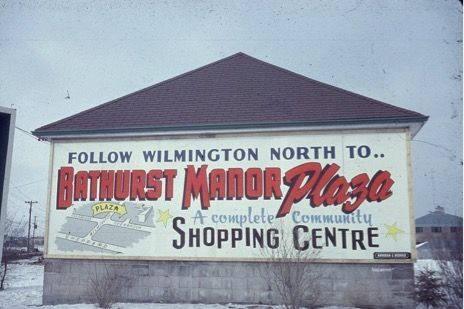 FOLLOW WILMINGTON NORTH TO..
BATHURST MANOR Plaza
A complete Community
SHOPPING CENTRE
PLAZA